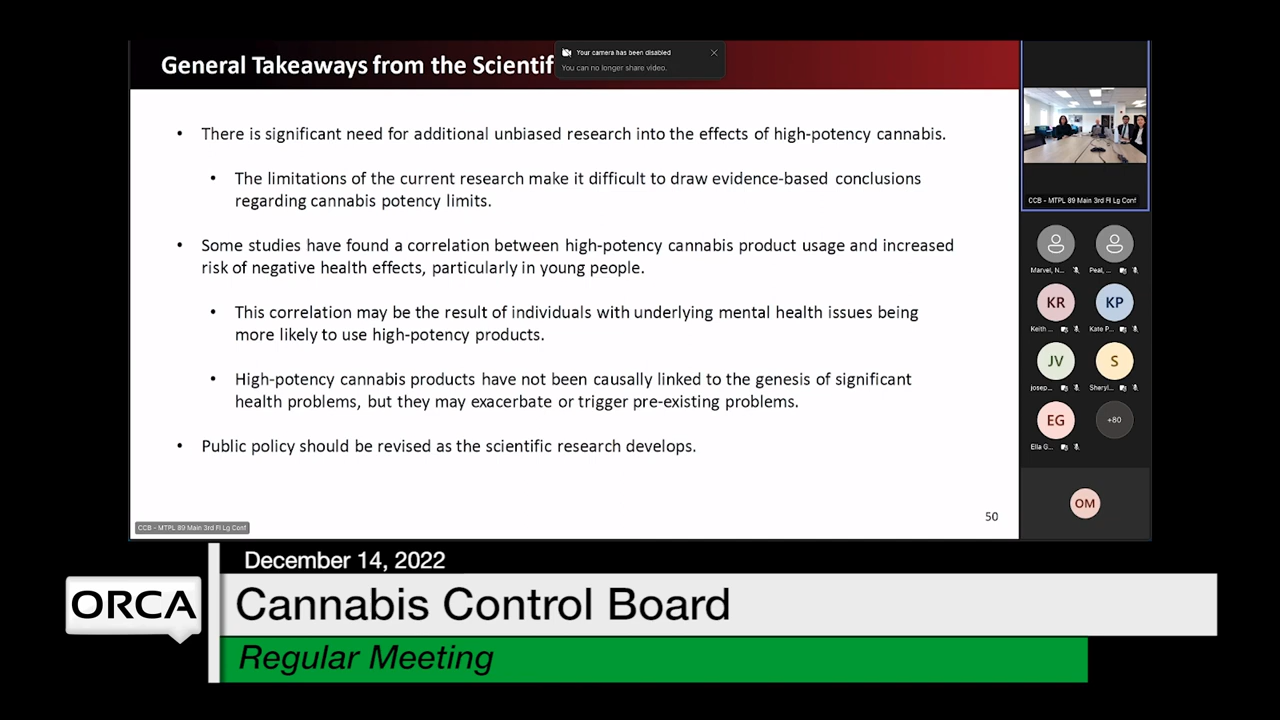 General Takeaways from the Scientif
Your camera has been disabled
You can no longer share video.
• There is significant need for additional unbiased research into the effects of high-potency cannabis.
• The limitations of the current research make it difficult to draw evidence-based conclusions
regarding cannabis potency limits.
• Some studies have found a correlation between high-potency cannabis product usage and increased
risk of negative health effects, particularly in young people.
• This correlation may be the result of individuals with underlying mental health issues being
more likely to use high-potency products.
• High-potency cannabis products have not been causally linked to the genesis of significant
health problems, but they may exacerbate or trigger pre-existing problems.
• Public policy should be revised as the scientific research develops.
50
CCB - MTPL 89 Main 3rd Fl Lg Conf
CCB - MTPL 89 Main 3rd Fl Lg Conf
Marvel, N...
Peal, ...
KR
KP
Keith ...
Kate P...
JV
S
josep...
Sheryl...
EG
+80
Ella G...
OM
December 14, 2022
ORCA
Cannabis Control Board
Regular Meeting